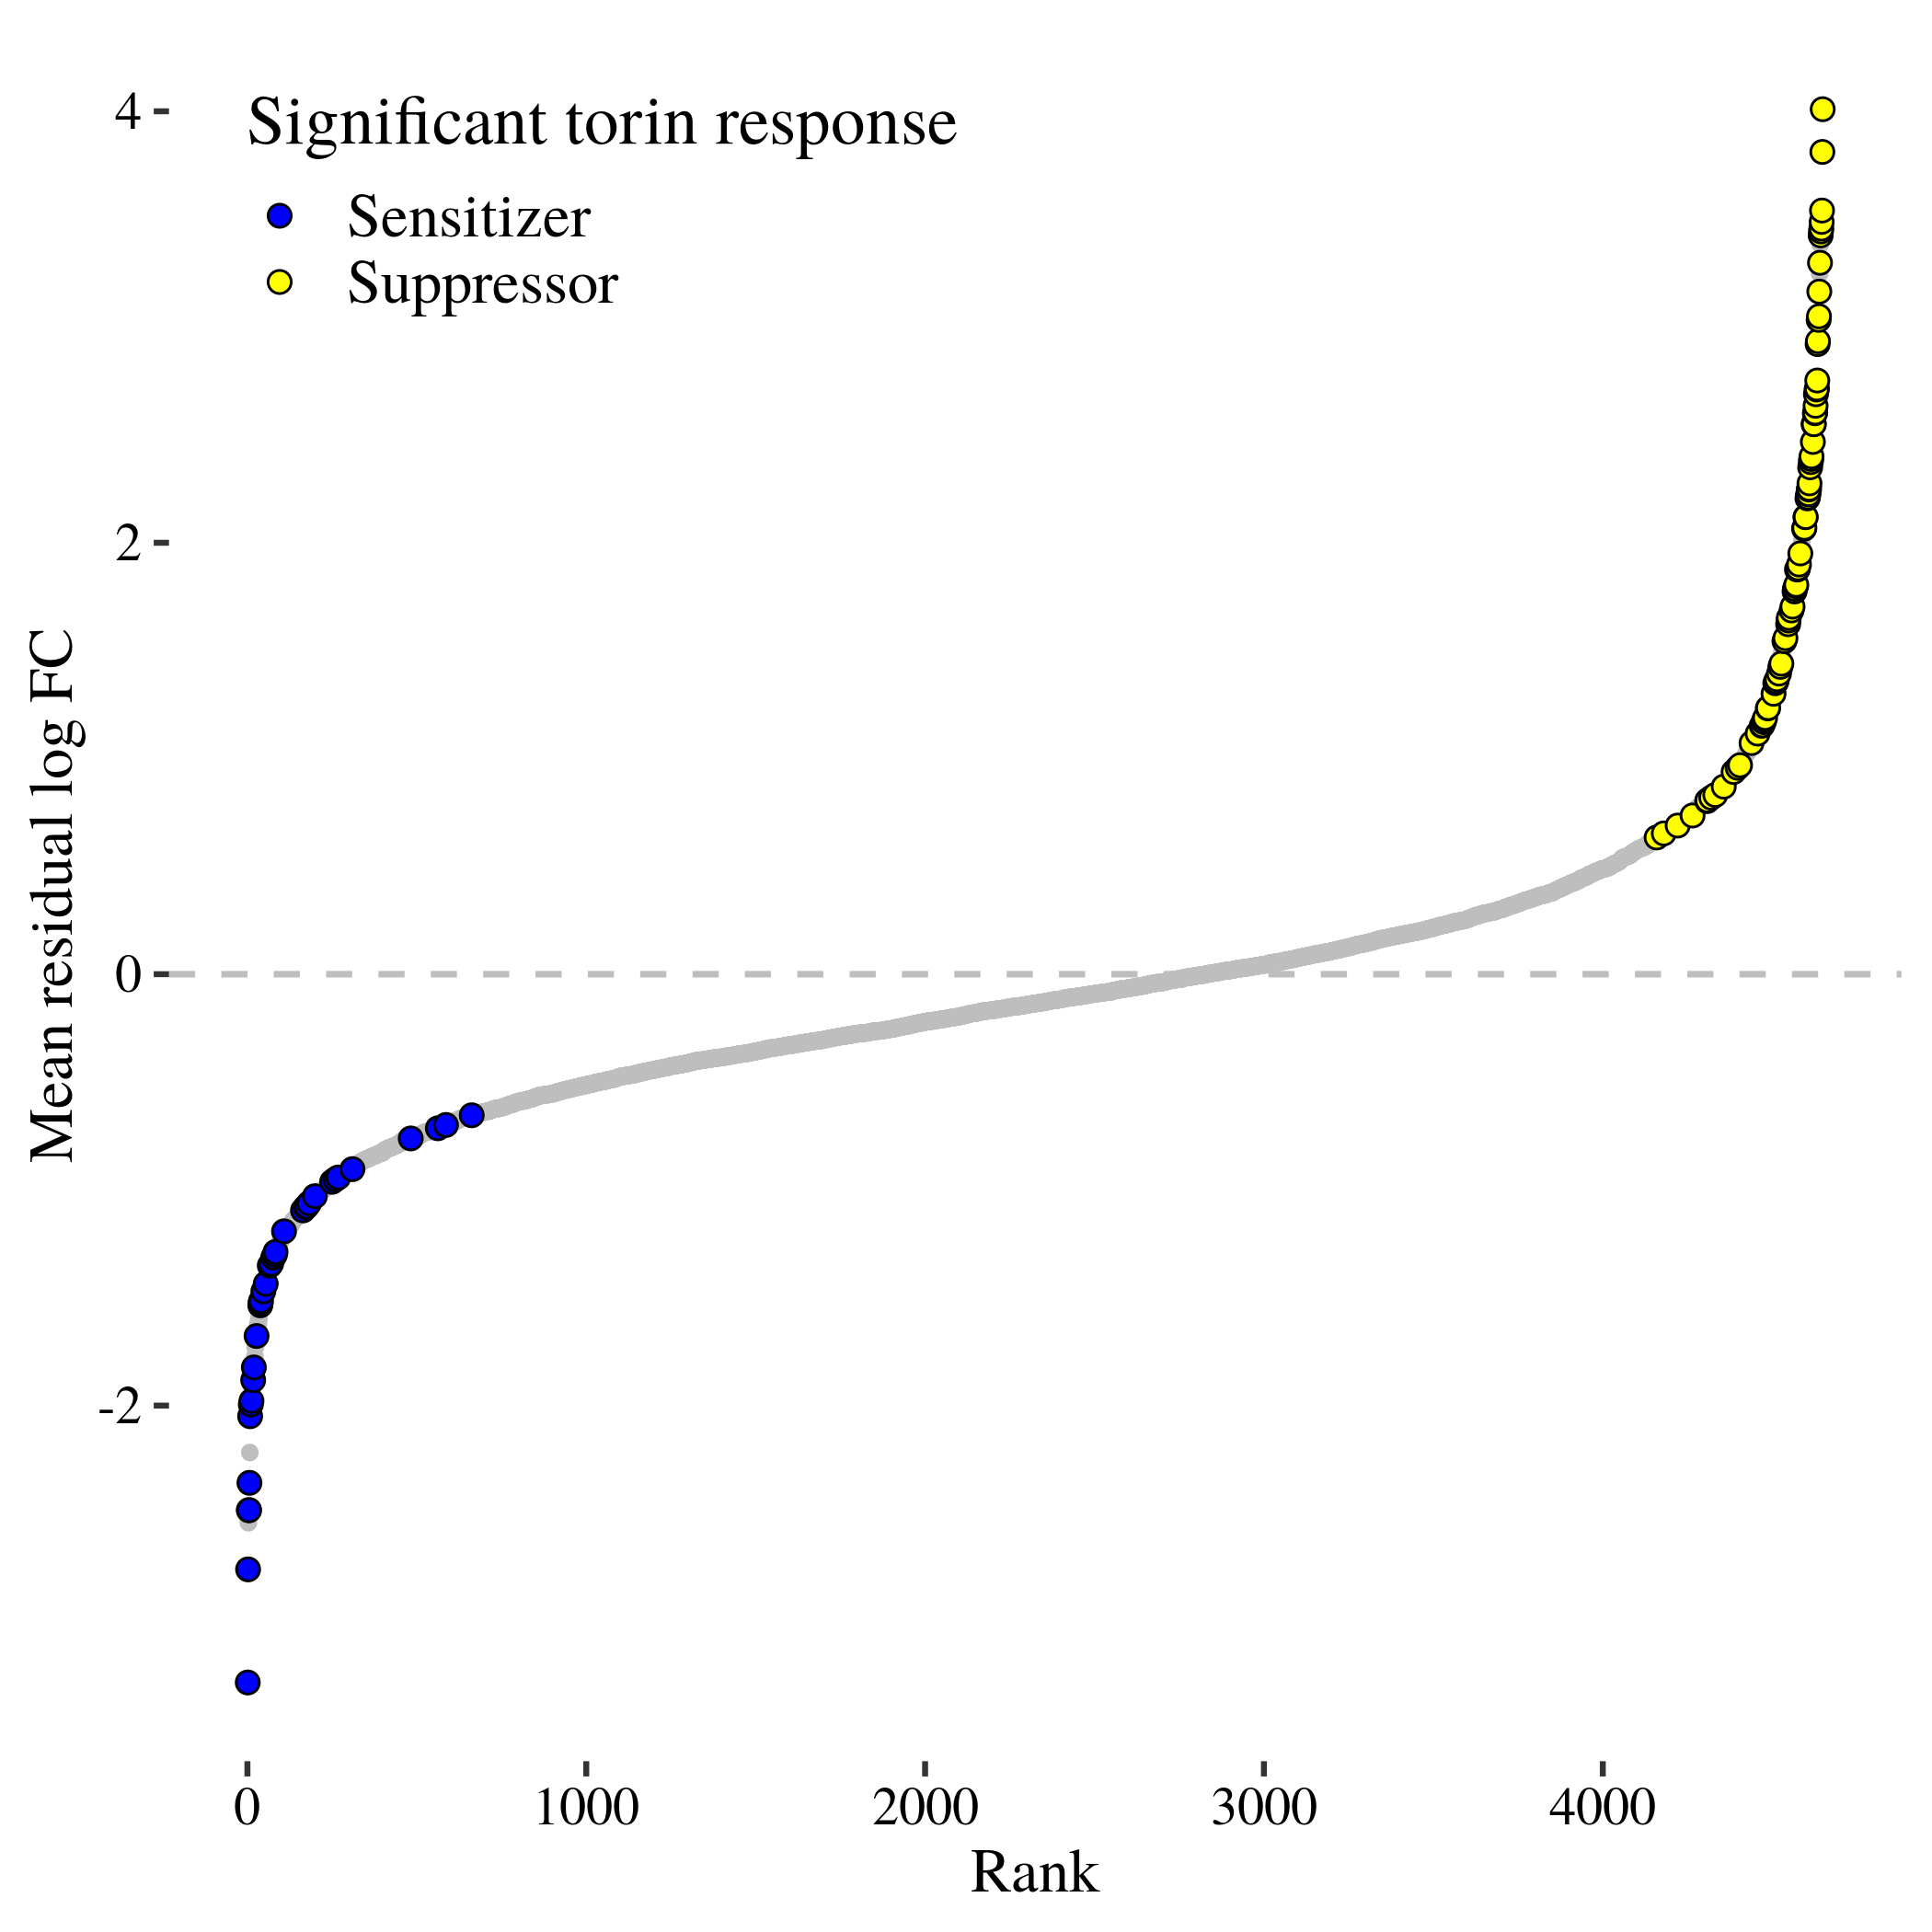 Significant torin response
Sensitizer
Suppressor
4
2
0
-2
Mean residual log FC
0 1000 2000 3000 4000
Rank